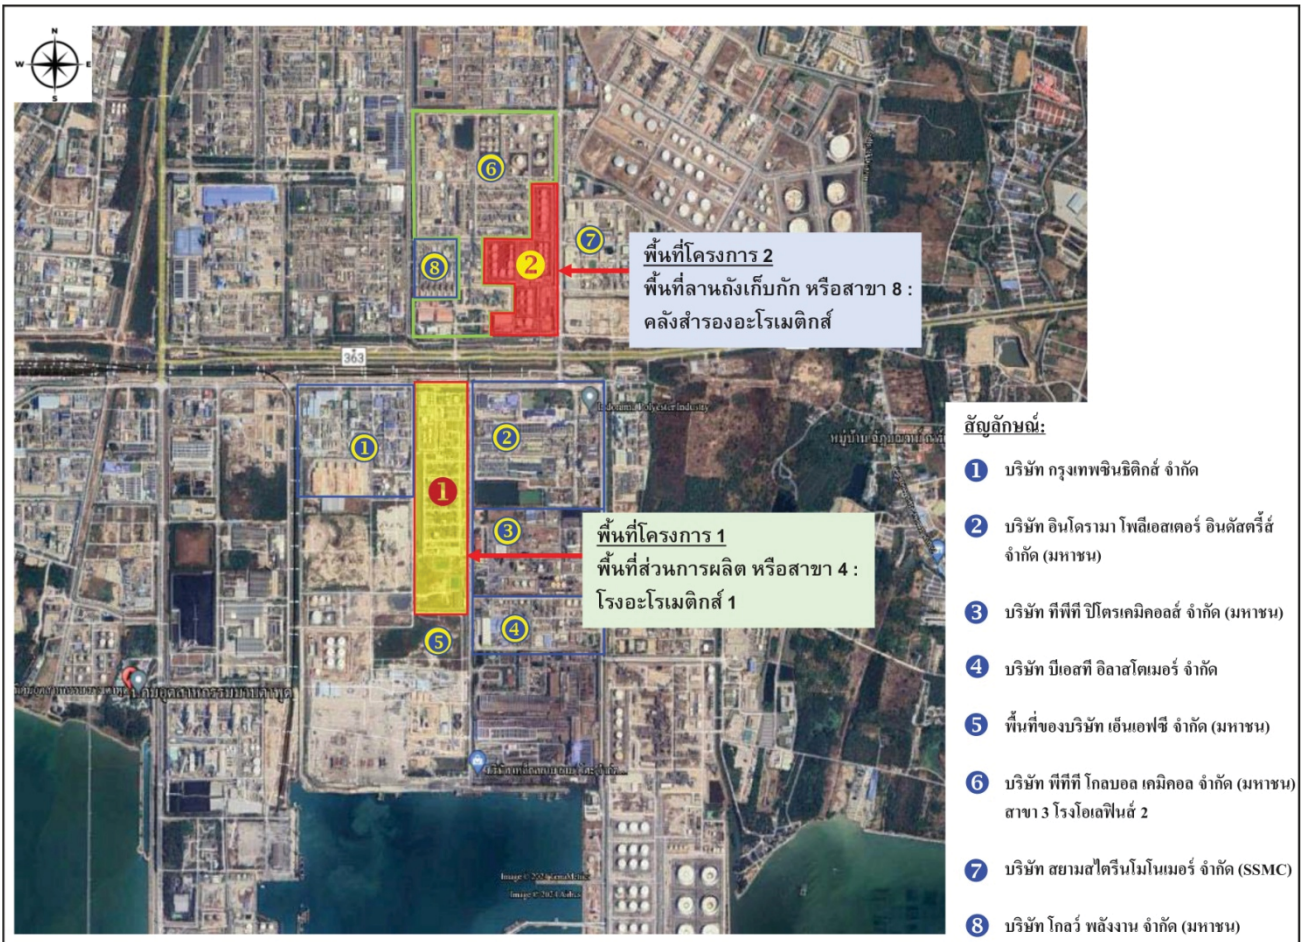 N
W E
S
6
7
พื้นที่โครงการ 2
พื้นที่ลานถังเก็บกัก หรือสาขา 8 :
คลังสำรองอะโรเมติกส์
8
2
363
Indorama Polyester Industry
1
2
1
3
พื้นที่โครงการ 1
พื้นที่ส่วนการผลิต หรือสาขา 4 :
โรงอะโรเมติกส์ 1
4
5
สัญลักษณ์:
1 บริษัท กรุงเทพซินธิติกส์ จำกัด
2 บริษัท อินโดรามา โพลีเอสเตอร์ อินดัสตรี้ส์
จำกัด (มหาชน)
3 บริษัท ทีพีที ปิโตรเคมิคอลส์ จำกัด (มหาชน)
4 บริษัท บีเอสที อิลาสโตเมอร์ จำกัด
5 พื้นที่ของบริษัท เอ็นเอฟซี จำกัด (มหาชน)
6 บริษัท พีทีที โกลบอล เคมิคอล จำกัด (มหาชน)
สาขา 3 โรงโอเลฟินส์ 2
7 บริษัท สยามสไตรีนโมโนเมอร์ จำกัด (SSMC)
8 บริษัท โกลว์ พลังงาน จำกัด (มหาชน)